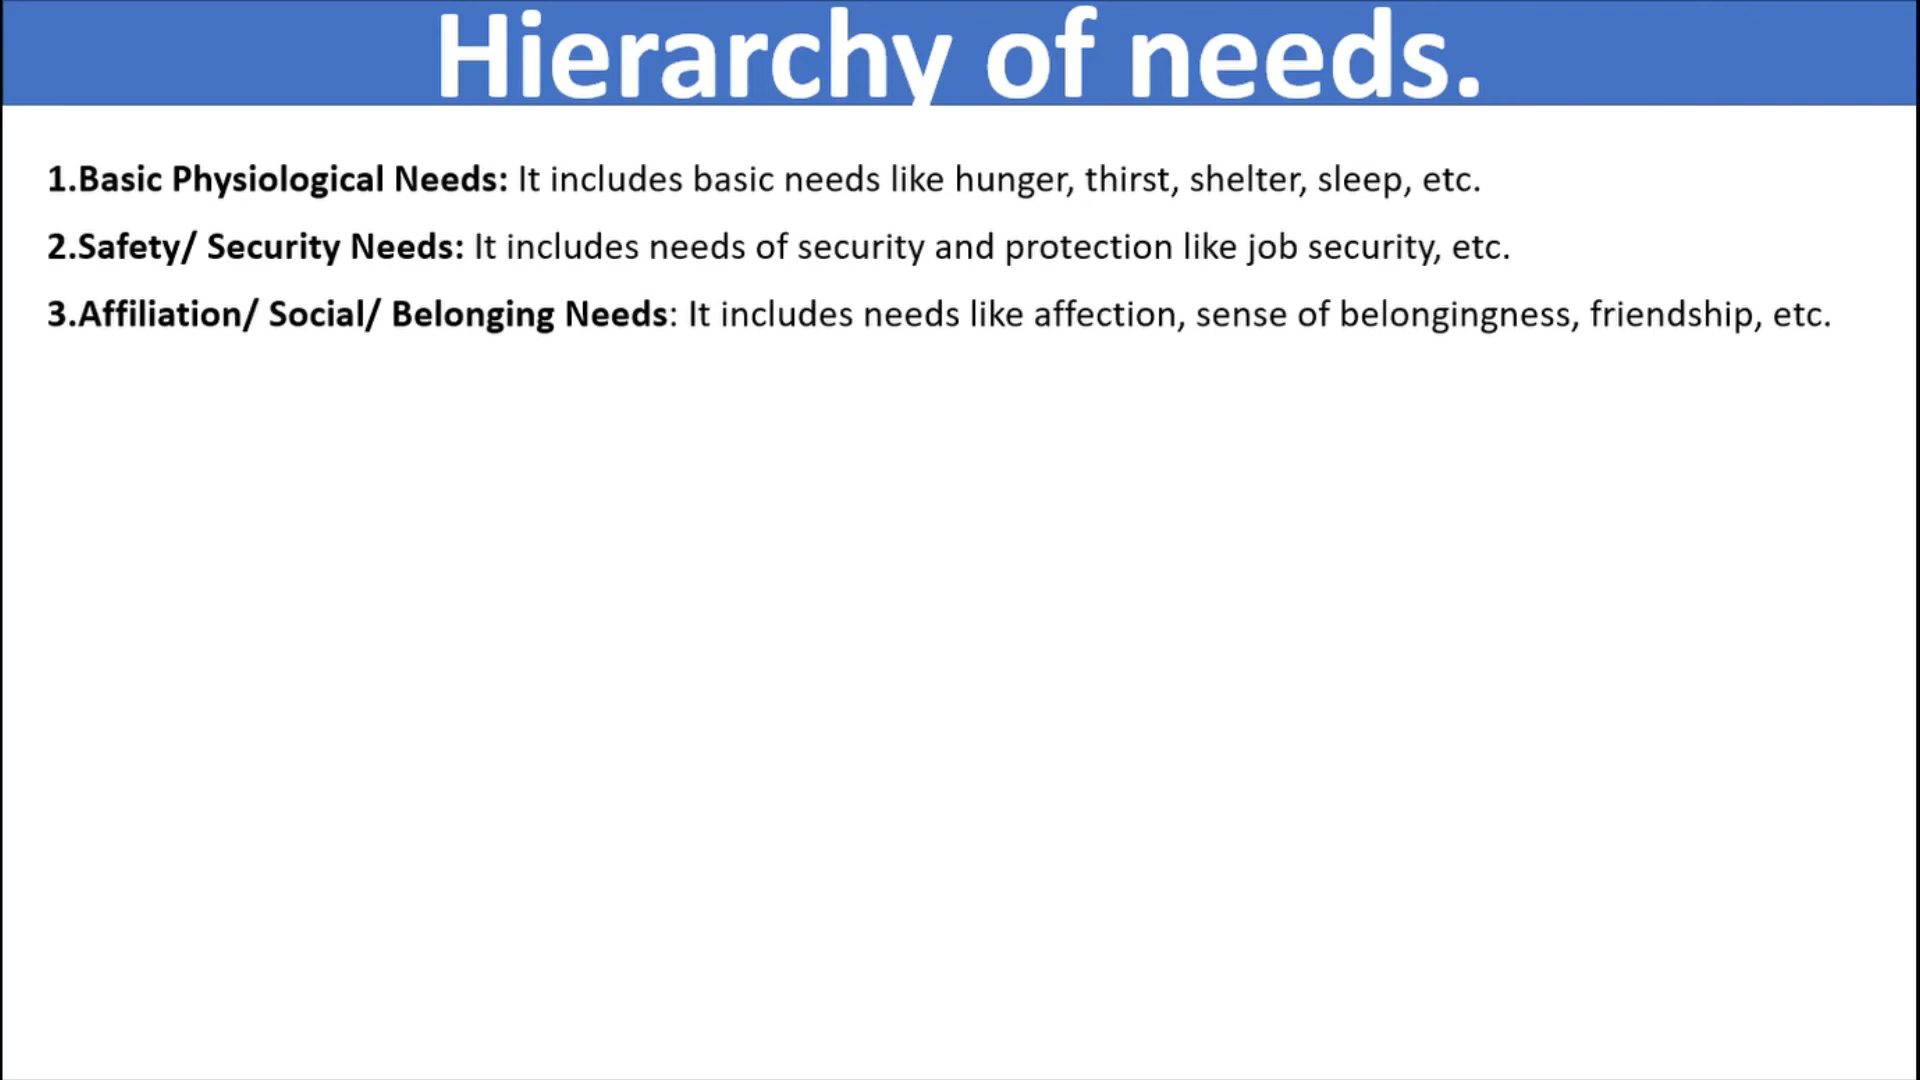 Hierarchy of needs.
1.Basic Physiological Needs: It includes basic needs like hunger, thirst, shelter, sleep, etc.
2.Safety/ Security Needs: It includes needs of security and protection like job security, etc.
3.Affiliation/ Social/ Belonging Needs: It includes needs like affection, sense of belongingness, friendship, etc.